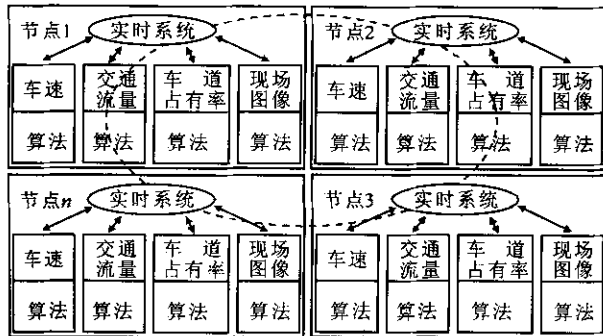 节点1 实时系统
车速 交通流量 车道占有率 现场图像
算法 算法 算法 算法
节点2 实时系统
车速 交通流量 车道占有率 现场图像
算法 算法 算法 算法
节点n 实时系统
车速 交通流量 车道占有率 现场图像
算法 算法 算法 算法
节点3 实时系统
车速 交通流量 车道占有率 现场图像
算法 算法 算法 算法